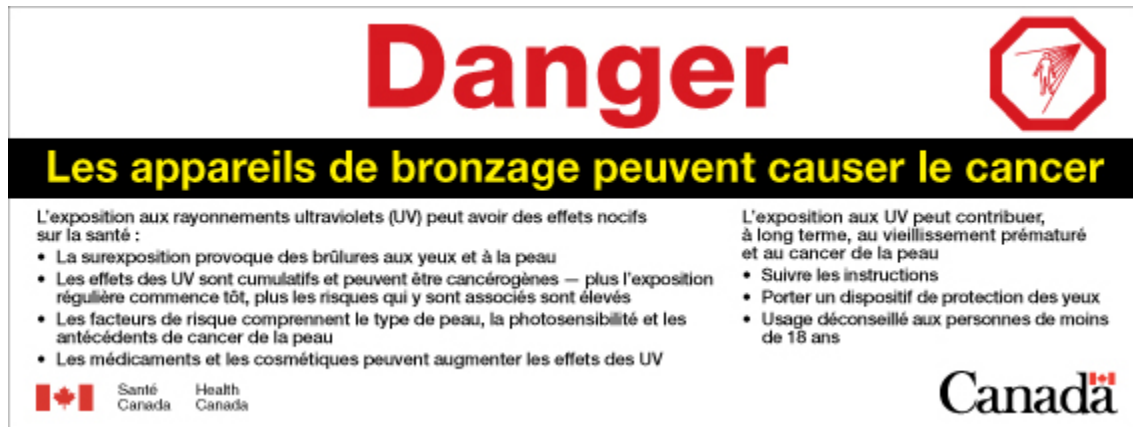 Danger
Les appareils de bronzage peuvent causer le cancer
L'exposition aux rayonnements ultraviolets (UV) peut avoir des effets nocifs
sur la santé :
• La surexposition provoque des brûlures aux yeux et à la peau
• Les effets des UV sont cumulatifs et peuvent être cancérogènes — plus l'exposition
régulière commence tôt, plus les risques qui y sont associés sont élevés
• Les facteurs de risque comprennent le type de peau, la photosensibilité et les
antécédents de cancer de la peau
• Les médicaments et les cosmétiques peuvent augmenter les effets des UV
L'exposition aux UV peut contribuer,
à long terme, au vieillissement prématuré
et au cancer de la peau
• Suivre les instructions
• Porter un dispositif de protection des yeux
• Usage déconseillé aux personnes de moins
de 18 ans
Santé
Canada
Health
Canada
Canada